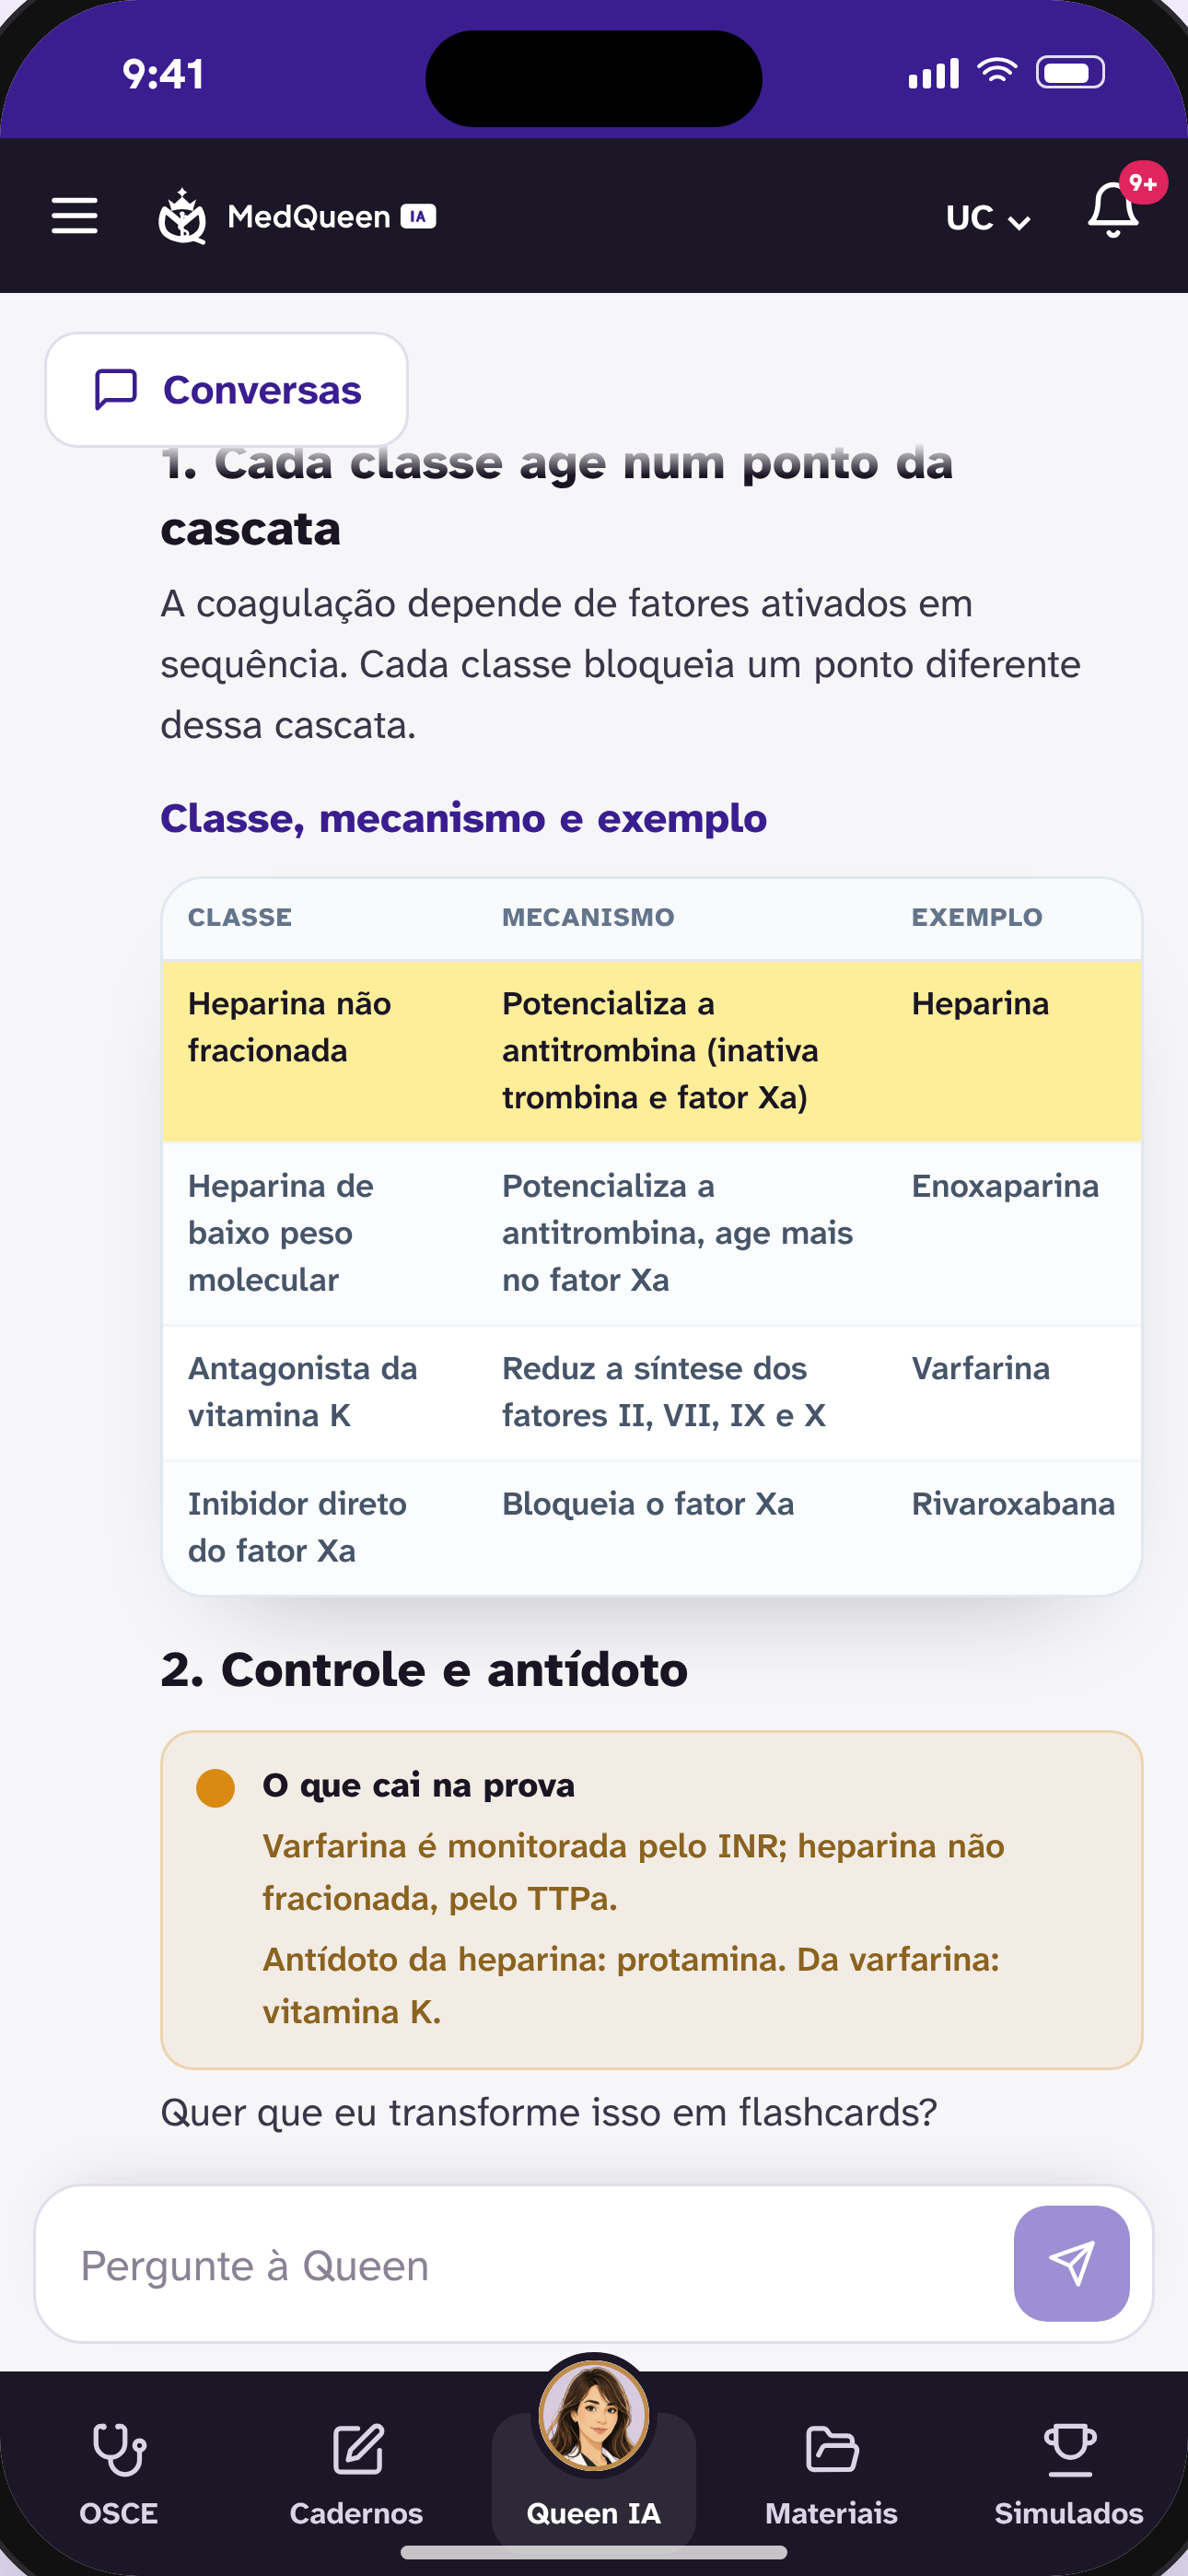 9:41
MedQueen IA
UC
9+
Conversas
1. Cada classe age num ponto da
cascata
A coagulação depende de fatores ativados em
sequência. Cada classe bloqueia um ponto diferente
dessa cascata.
Classe, mecanismo e exemplo
CLASSE MECANISMO EXEMPLO
Heparina não Potencializa a Heparina
fracionada antitrombina (inativa
trombina e fator Xa)
Heparina de Potencializa a Enoxaparina
baixo peso antitrombina, age mais
molecular no fator Xa
Antagonista da Reduz a síntese dos Varfarina
vitamina K fatores II, VII, IX e X
Inibidor direto Bloqueia o fator Xa Rivaroxabana
do fator Xa
2. Controle e antídoto
O que cai na prova
Varfarina é monitorada pelo INR; heparina não
fracionada, pelo TTPa.
Antídoto da heparina: protamina. Da varfarina:
vitamina K.
Quer que eu transforme isso em flashcards?
Pergunte à Queen
OSCE Cadernos Queen IA Materiais Simulados